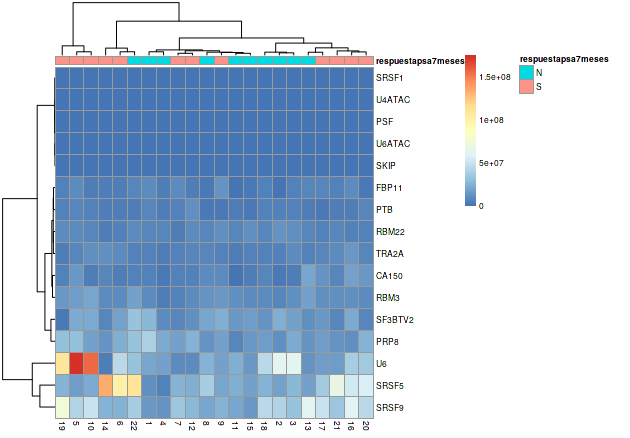 respuestapsa7meses
respuestapsa7meses
N
S
1.5e+08
1e+08
5e+07
0
SRSF1
U4ATAC
PSF
U6ATAC
SKIP
FBP11
PTB
RBM22
TRA2A
CA150
RBM3
SF3BTV2
PRP8
U6
SRSF5
SRSF9
19 5 10 14 6 22 1 4 7 12 8 9 11 15 18 2 3 13 17 21 16 20